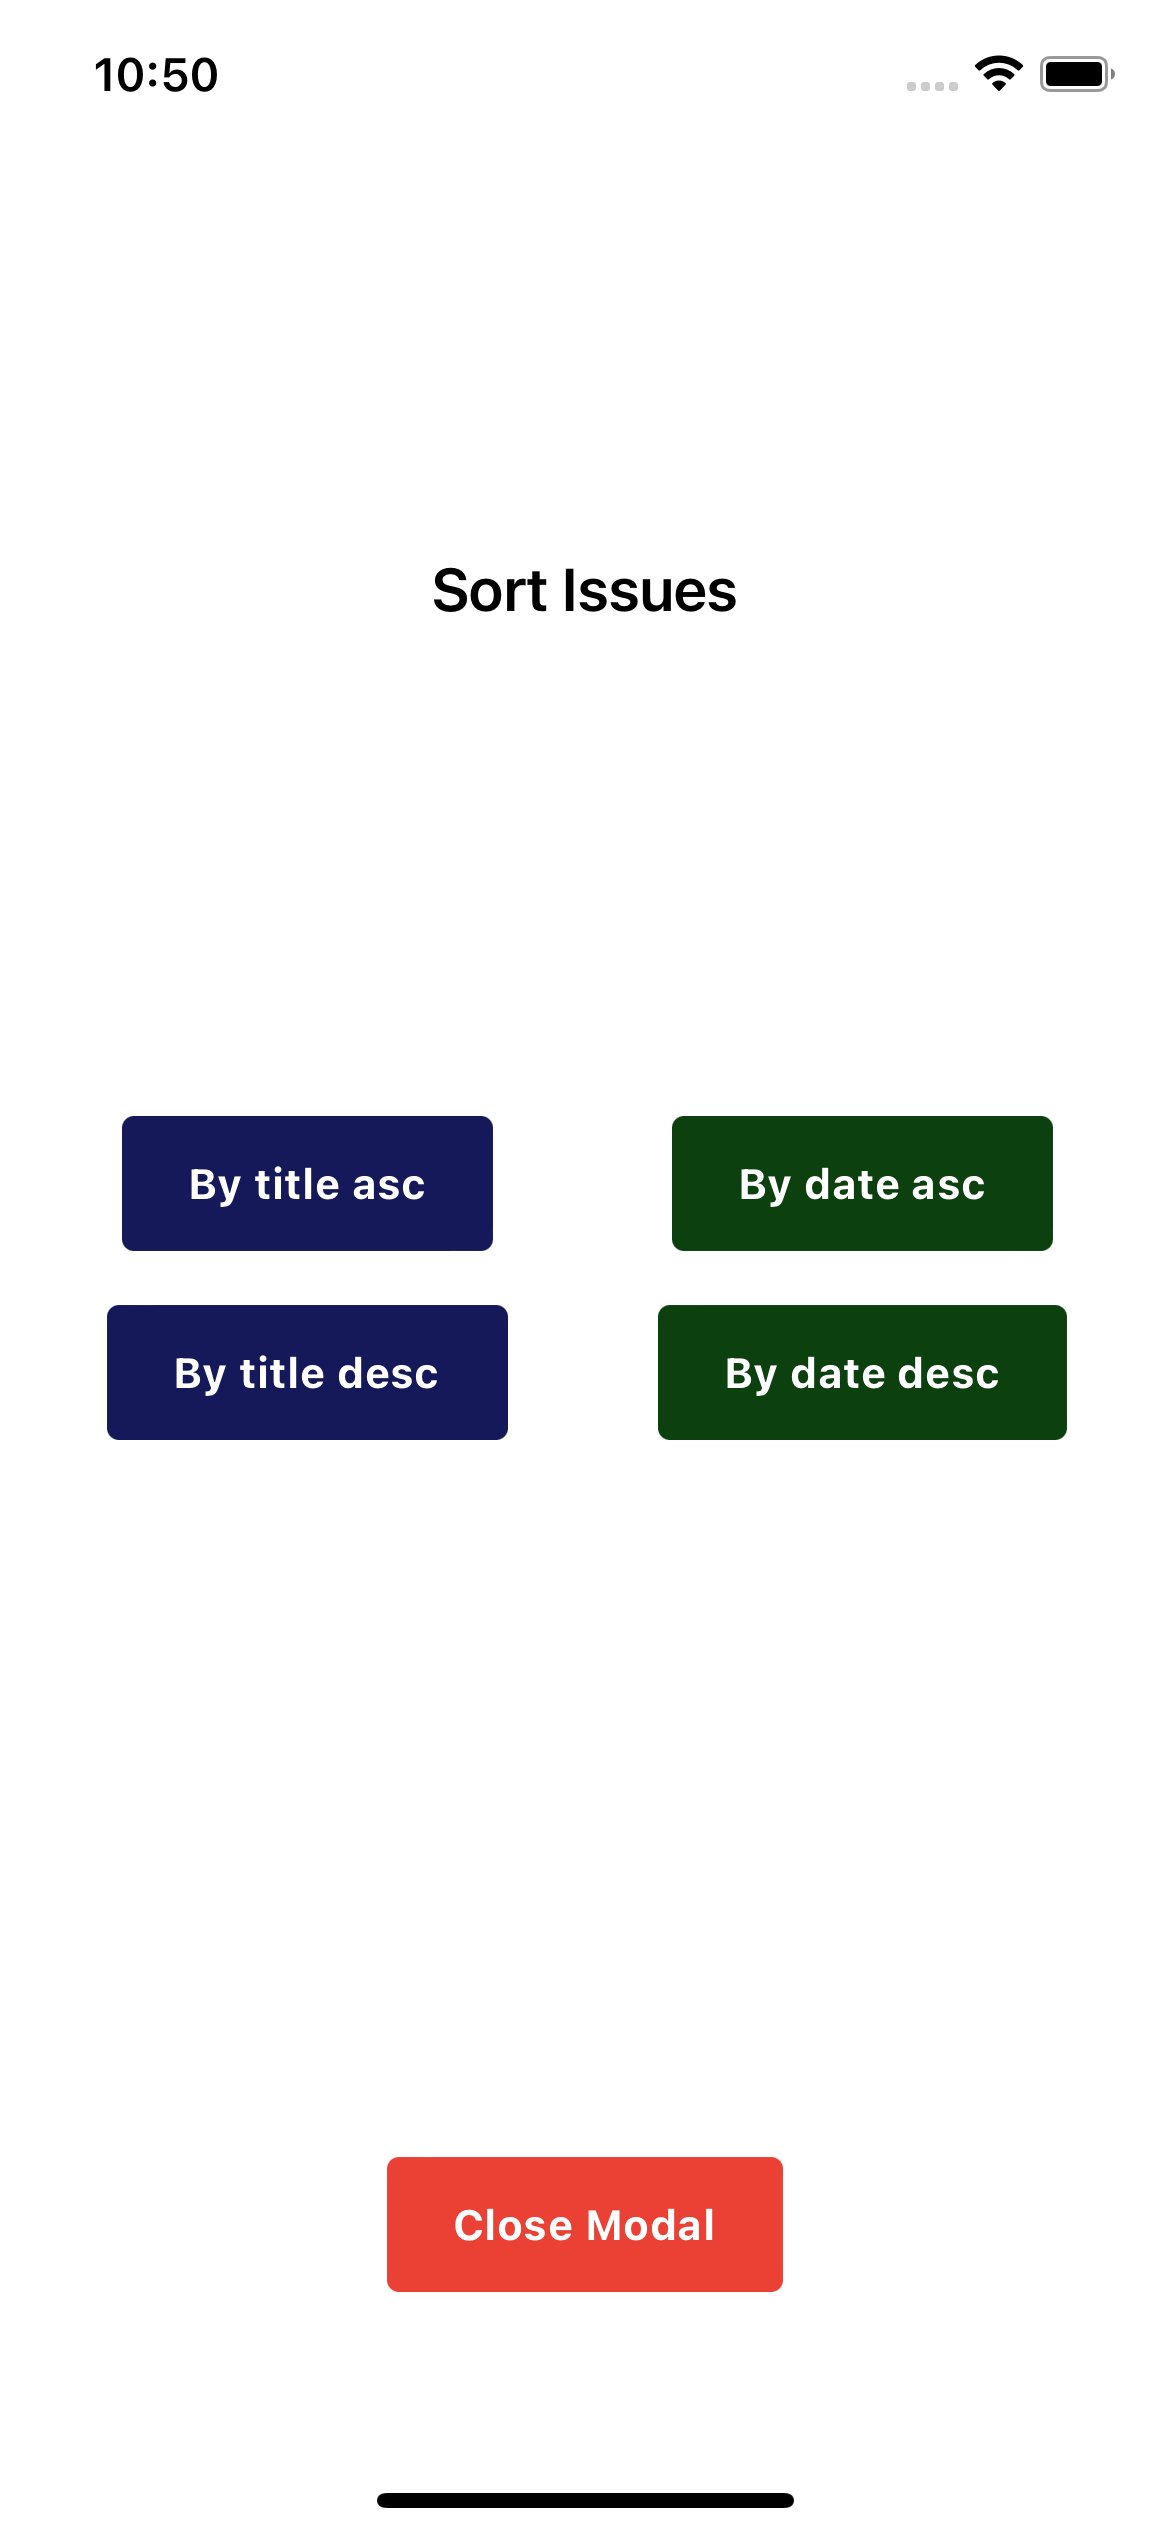 10:50
Sort Issues
By title asc
By date asc
By title desc
By date desc
Close Modal